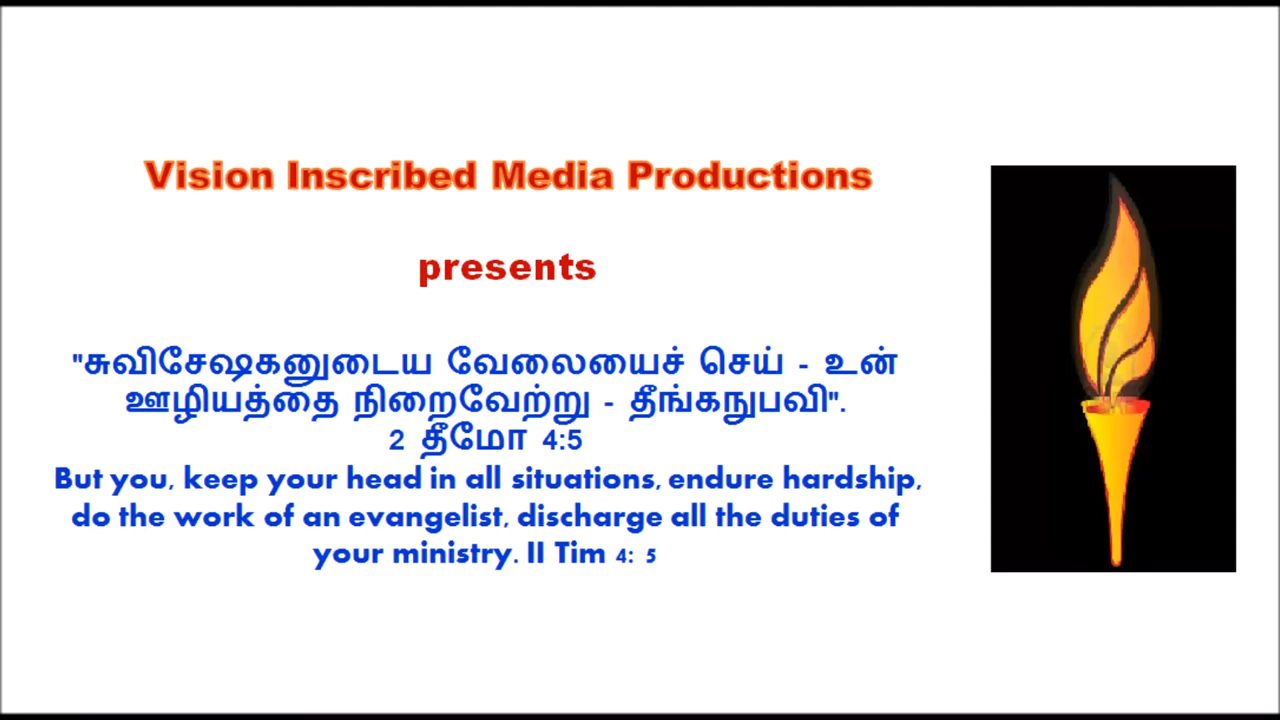 Vision Inscribed Media Productions
presents
"சுவிசேஷகனுடைய வேலையைச் செய் - உன்
ஊழியத்தை நிறைவேற்று - தீங்கநுபவி".
2 தீமோ 4:5
But you, keep your head in all situations, endure hardship,
do the work of an evangelist, discharge all the duties of
your ministry. II Tim 4: 5